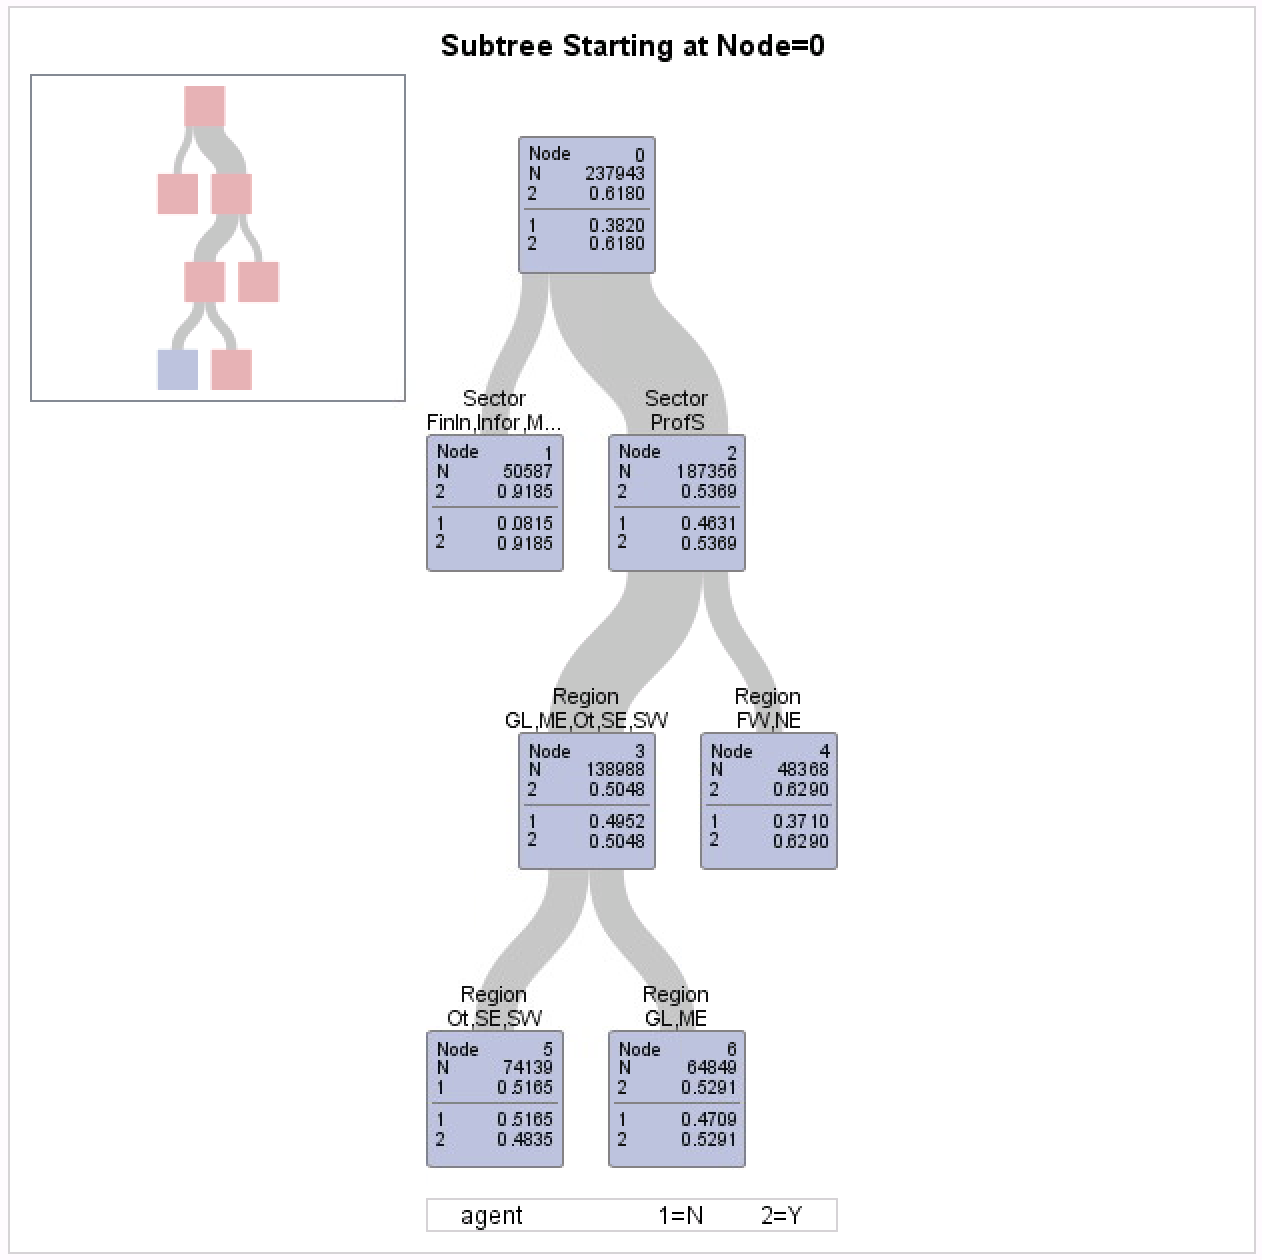 Subtree Starting at Node=0
Node 0
N 237943
2 0.6180
1 0.3820
2 0.6180
Sector
FinIn,Infor,M...
Sector
ProfS
Node 1
N 50587
2 0.9185
1 0.0815
2 0.9185
Node 2
N 187356
2 0.5369
1 0.4631
2 0.5369
Region
GL,ME,Ot,SE,SW
Region
FW,NE
Node 3
N 138988
2 0.5048
1 0.4952
2 0.5048
Node 4
N 48368
2 0.6290
1 0.3710
2 0.6290
Region
Ot,SE,SW
Region
GL,ME
Node 5
N 74139
1 0.5165
1 0.5165
2 0.4835
Node 6
N 64849
2 0.5291
1 0.4709
2 0.5291
agent 1=N 2=Y